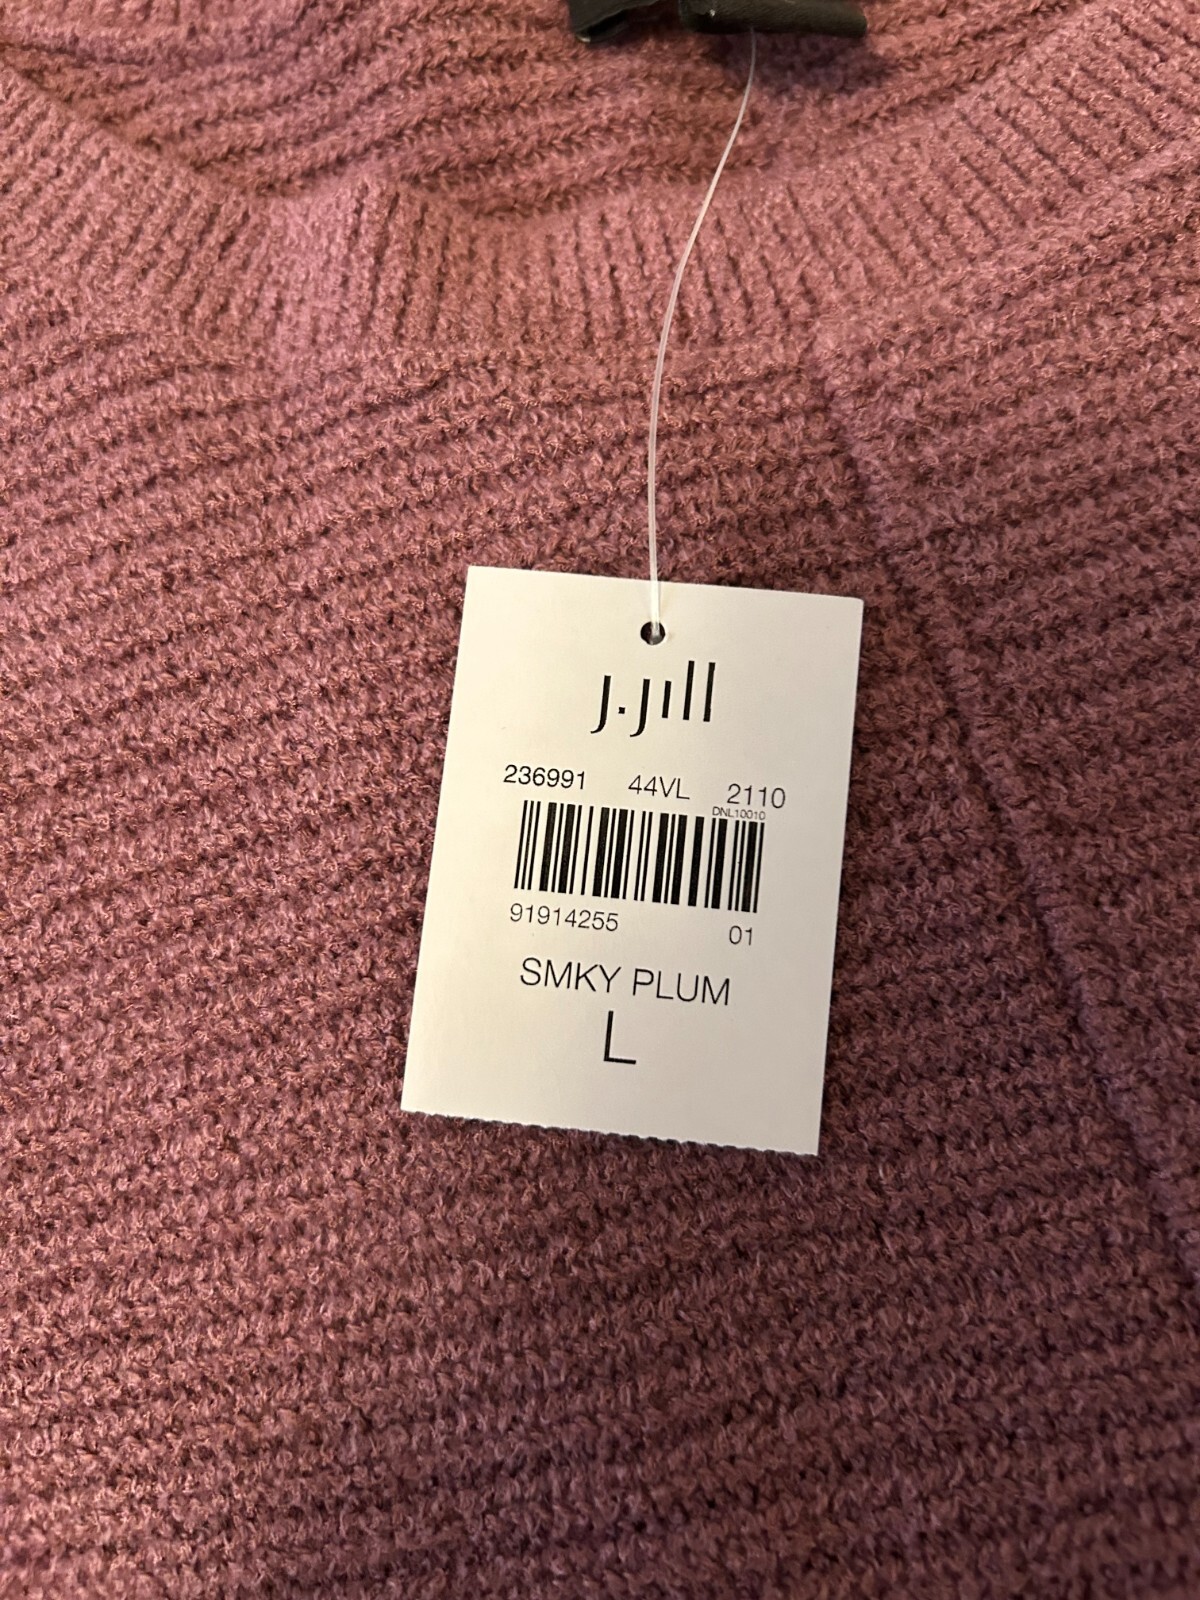 J.Jill
236991 44VL 2110
DNL10010
91914255 01
SMKY PLUM
L